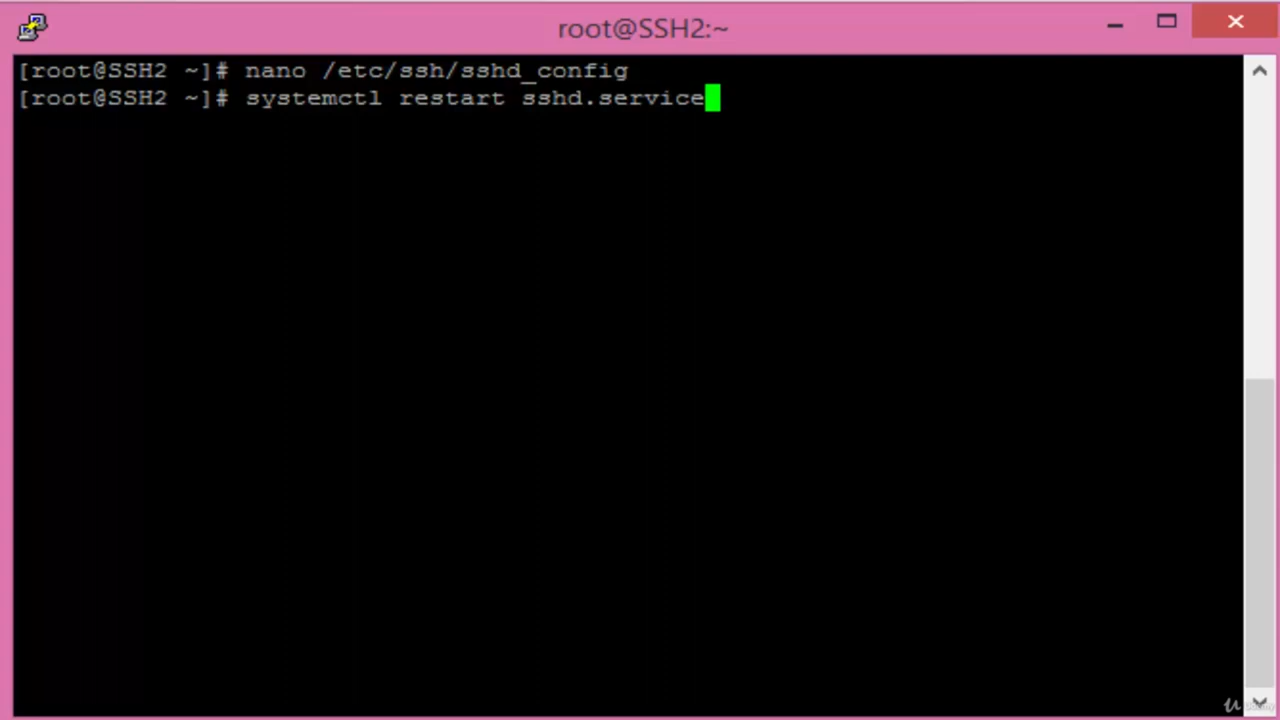 root@SSH2:~
[root@SSH2 ~]# nano /etc/ssh/sshd_config
[root@SSH2 ~]# systemctl restart sshd.service